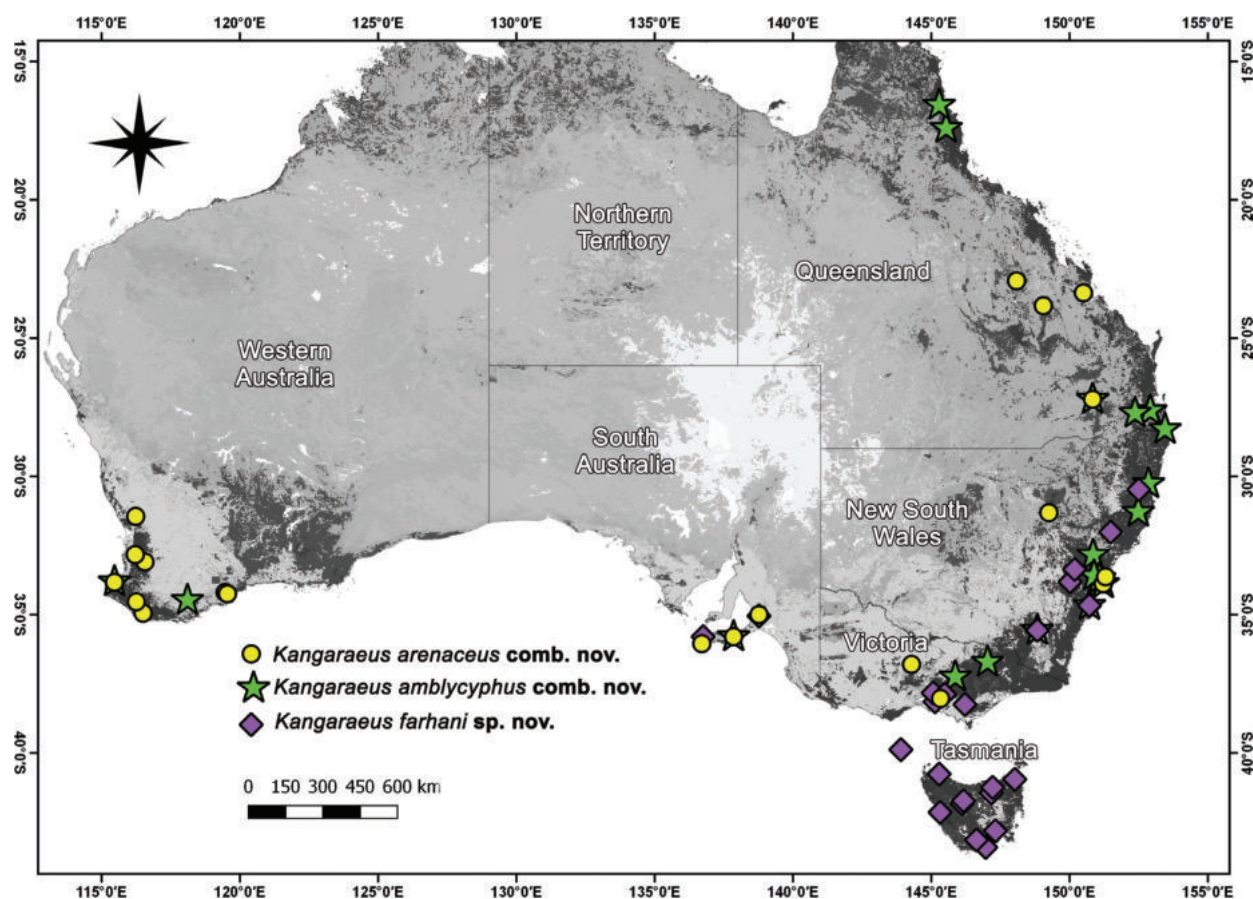 115°0'E 120°0'E 125°0'E 130°0'E 135°0'E 140°0'E 145°0'E 150°0'E 155°0'E
15°0'S 15°0'S
20°0'S 20°0'S
25°0'S 25°0'S
30°0'S 30°0'S
35°0'S 35°0'S
40°0'S 40°0'S
Northern
Territory
Queensland
Western
Australia
South
Australia
New South
Wales
Victoria
Tasmania
Kangaraeus arenaceus comb. nov.
Kangaraeus amblycyphus comb. nov.
Kangaraeus farhani sp. nov.
0 150 300 450 600 km
115°0'E 120°0'E 125°0'E 130°0'E 135°0'E 140°0'E 145°0'E 150°0'E 155°0'E